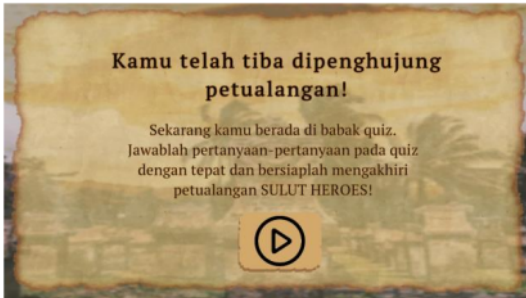 Kamu telah tiba dipenghujung
petualangan!
Sekarang kamu berada di babak quiz.
Jawablah pertanyaan-pertanyaan pada quiz
dengan tepat dan bersiaplah mengakhiri
petualangan SULUT HEROES!